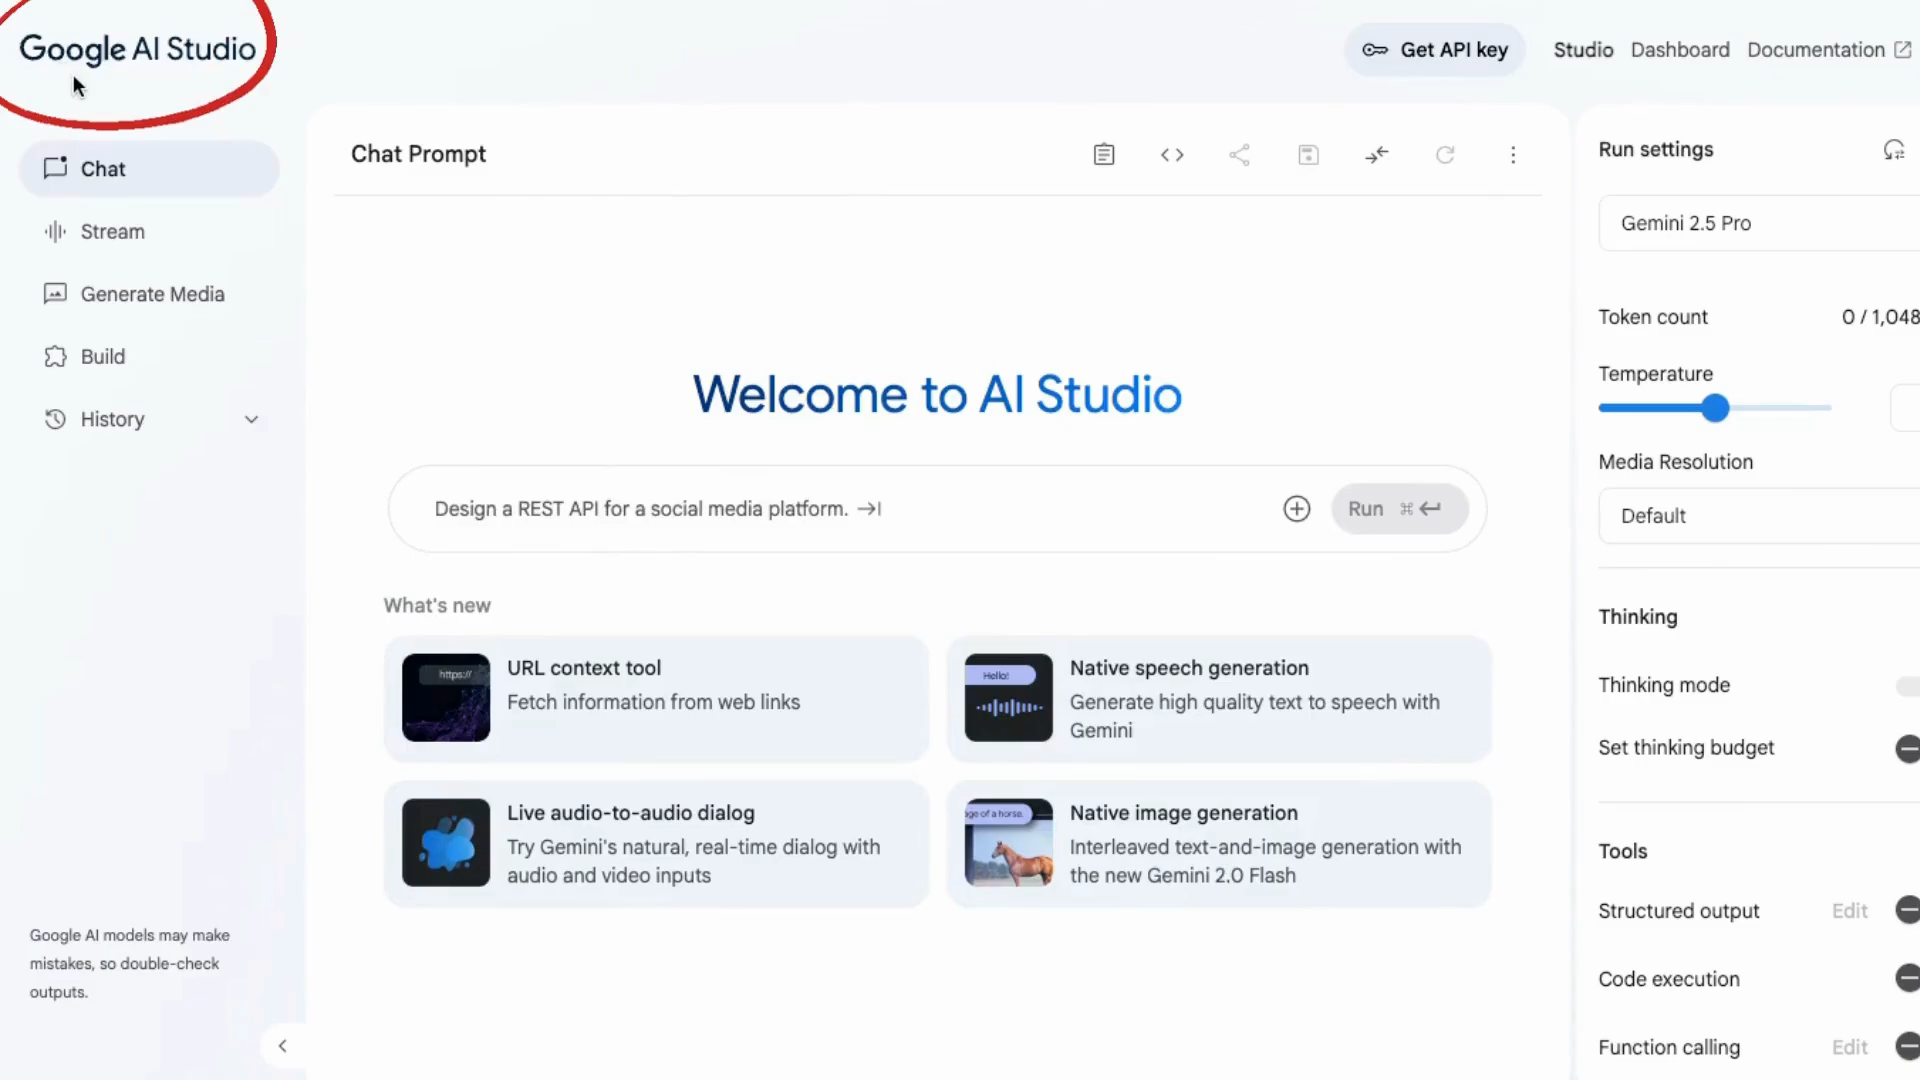 Google AI Studio
Get API key
Studio
Dashboard
Documentation
Chat
Stream
Generate Media
Build
History
Google AI models may make
mistakes, so double-check
outputs.
Chat Prompt
Welcome to AI Studio
Design a REST API for a social media platform.
Run ⌘
What's new
https://
URL context tool
Fetch information from web links
Hello!
Native speech generation
Generate high quality text to speech with
Gemini
Live audio-to-audio dialog
Try Gemini's natural, real-time dialog with
audio and video inputs
of a horse.
Native image generation
Interleaved text-and-image generation with
the new Gemini 2.0 Flash
Run settings
Gemini 2.5 Pro
Token count 0 / 1,048
Temperature
Media Resolution
Default
Thinking
Thinking mode
Set thinking budget
Tools
Structured output Edit
Code execution
Function calling Edit